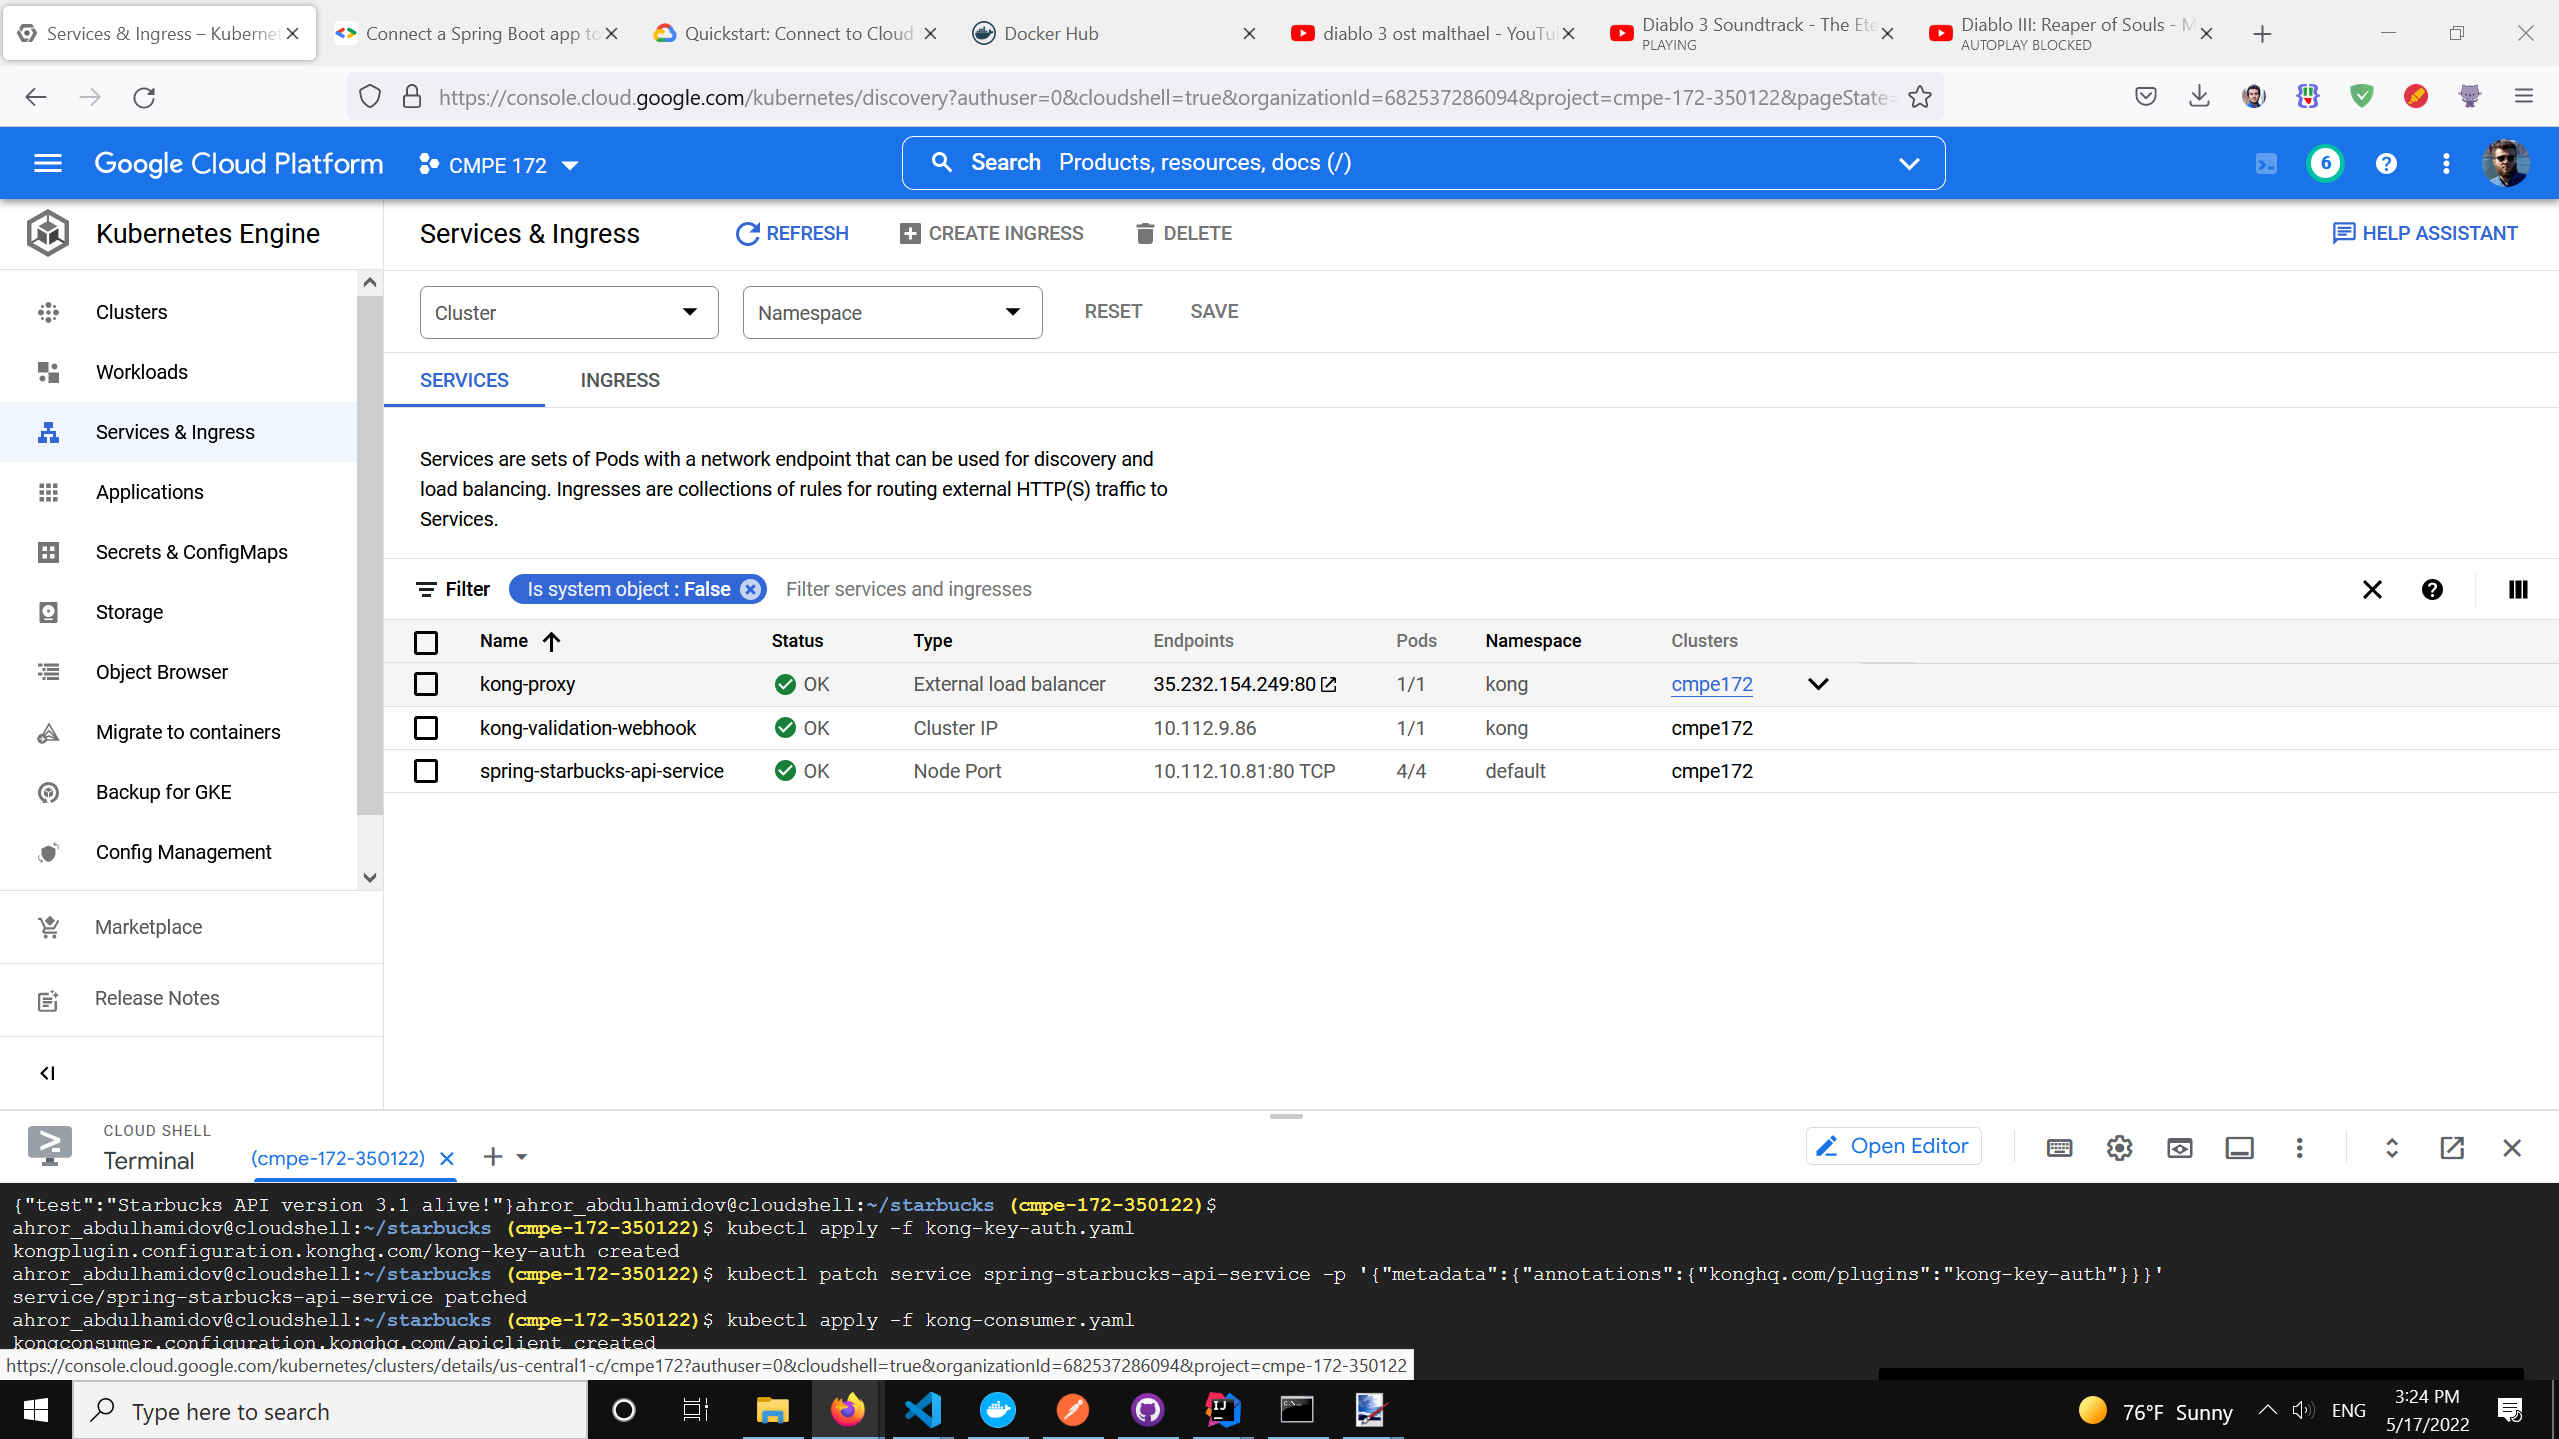 Services & Ingress – Kuberne
Connect a Spring Boot app to
Quickstart: Connect to Cloud
Docker Hub
diablo 3 ost malthael - YouTu
Diablo 3 Soundtrack - The Ete
PLAYING
Diablo III: Reaper of Souls - M
AUTOPLAY BLOCKED
https://console.cloud.google.com/kubernetes/discovery?authuser=0&cloudshell=true&organizationId=682537286094&project=cmpe-172-350122&pageState=
Google Cloud Platform
CMPE 172
Search Products, resources, docs (/)
6
Kubernetes Engine
Services & Ingress
REFRESH
CREATE INGRESS
DELETE
HELP ASSISTANT
Clusters
Workloads
Services & Ingress
Applications
Secrets & ConfigMaps
Storage
Object Browser
Migrate to containers
Backup for GKE
Config Management
Marketplace
Release Notes
Cluster
Namespace
RESET
SAVE
SERVICES
INGRESS
Services are sets of Pods with a network endpoint that can be used for discovery and
load balancing. Ingresses are collections of rules for routing external HTTP(S) traffic to
Services.
Filter
Is system object : False
Filter services and ingresses
Name Status Type Endpoints Pods Namespace Clusters
kong-proxy OK External load balancer 35.232.154.249:80 1/1 kong cmpe172
kong-validation-webhook OK Cluster IP 10.112.9.86 1/1 kong cmpe172
spring-starbucks-api-service OK Node Port 10.112.10.81:80 TCP 4/4 default cmpe172
CLOUD SHELL
Terminal
(cmpe-172-350122)
Open Editor
{"test":"Starbucks API version 3.1 alive!"}ahror_abdulhamidov@cloudshell:~/starbucks (cmpe-172-350122)$
ahror_abdulhamidov@cloudshell:~/starbucks (cmpe-172-350122)$ kubectl apply -f kong-key-auth.yaml
kongplugin.configuration.konghq.com/kong-key-auth created
ahror_abdulhamidov@cloudshell:~/starbucks (cmpe-172-350122)$ kubectl patch service spring-starbucks-api-service -p '{"metadata":{"annotations":{"konghq.com/plugins":"kong-key-auth"}}}'
service/spring-starbucks-api-service patched
ahror_abdulhamidov@cloudshell:~/starbucks (cmpe-172-350122)$ kubectl apply -f kong-consumer.yaml
kongconsumer.configuration.konghq.com/apiclient created
https://console.cloud.google.com/kubernetes/clusters/details/us-central1-c/cmpe172?authuser=0&cloudshell=true&organizationId=682537286094&project=cmpe-172-350122
Type here to search
76°F Sunny
ENG
3:24 PM
5/17/2022